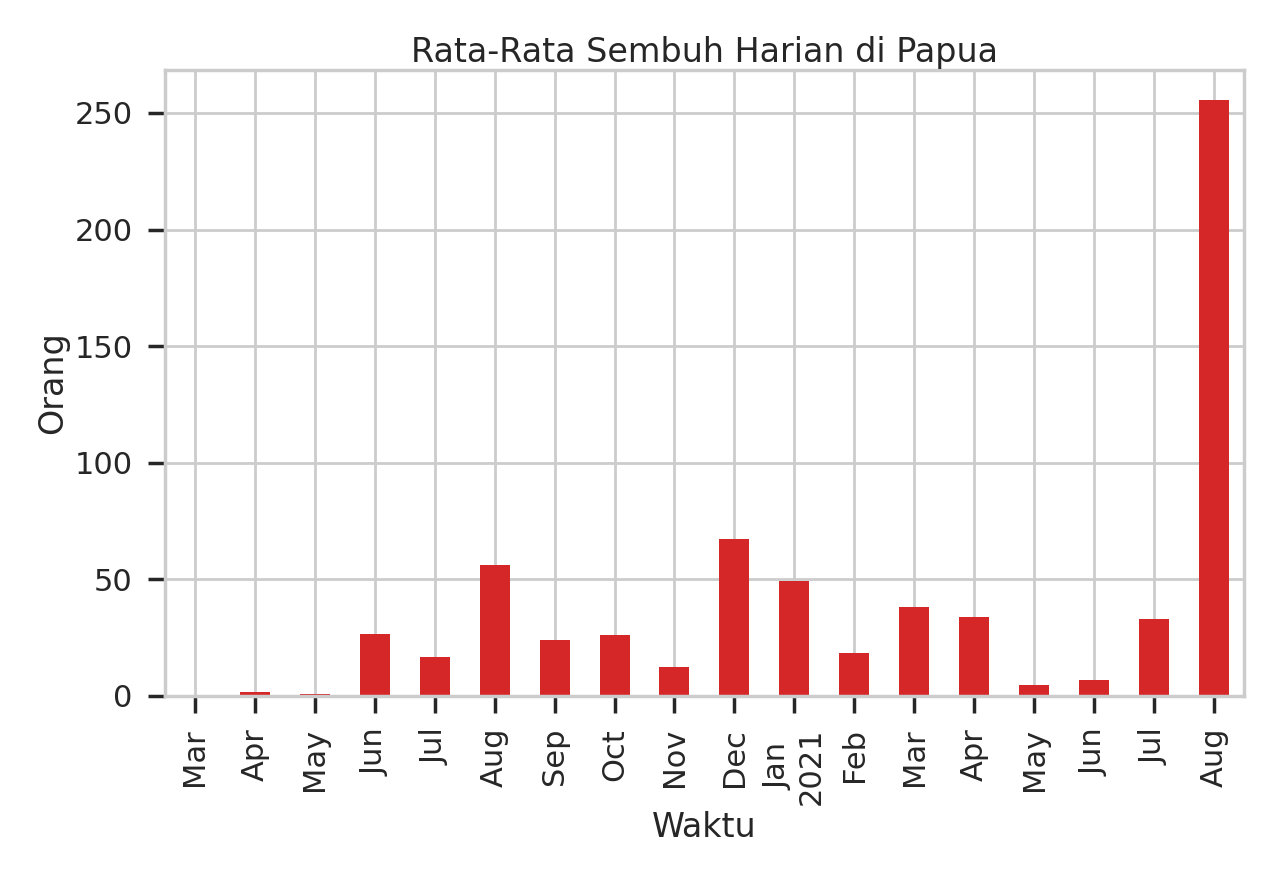 Rata-Rata Sembuh Harian di Papua
Orang
250
200
150
100
50
0
Mar
Apr
May
Jun
Jul
Aug
Sep
Oct
Nov
Dec
Jan
2021
Feb
Mar
Apr
May
Jun
Jul
Aug
Waktu